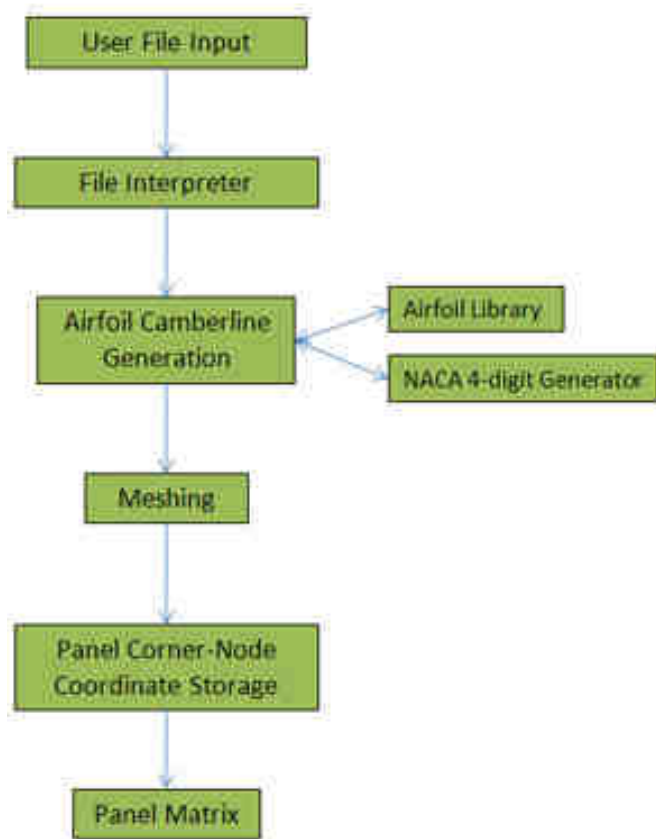 User File Input
File Interpreter
Airfoil Camberline
Generation
Airfoil Library
NACA 4-digit Generator
Meshing
Panel Corner-Node
Coordinate Storage
Panel Matrix